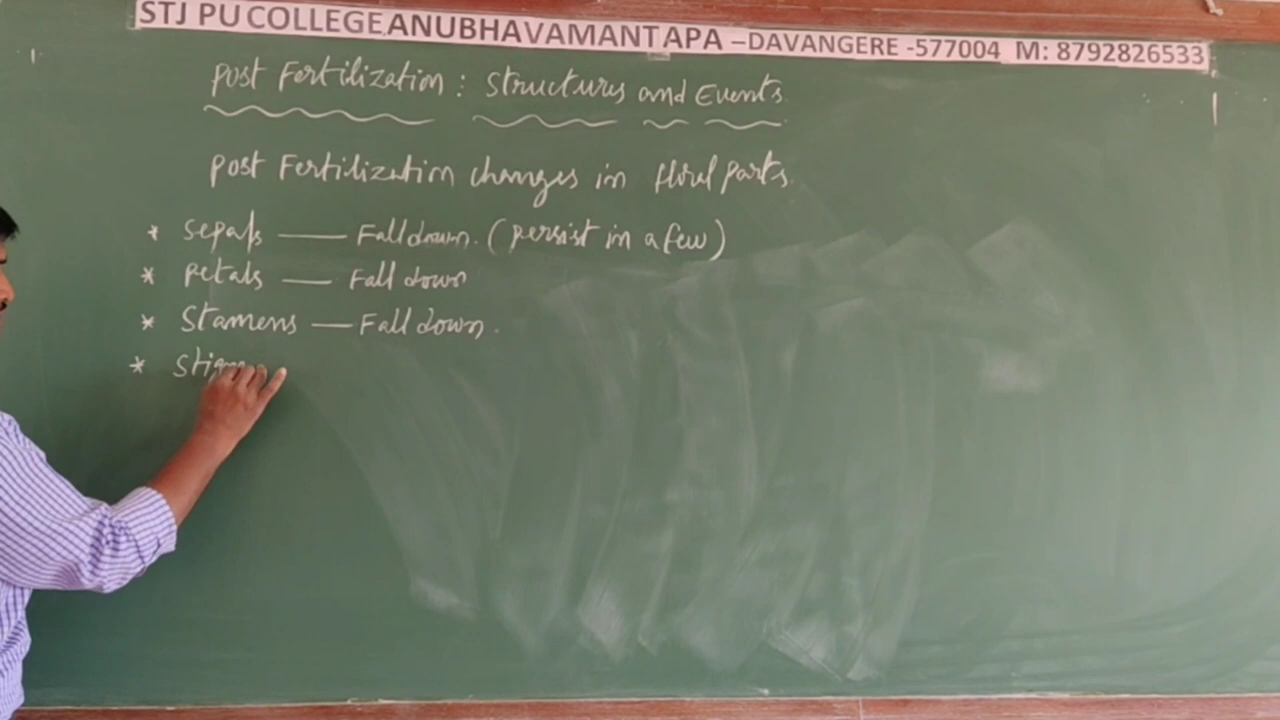 STJ PU COLLEGE,ANUBHAVAMANTAPA –DAVANGERE -577004 M: 8792826533
Post Fertilization : Structures and Events.
Post Fertilization changes in floral parts.
* Sepals — Fall down. (persist in a few)
* Petals — Fall down
* Stamens — Fall down.
*